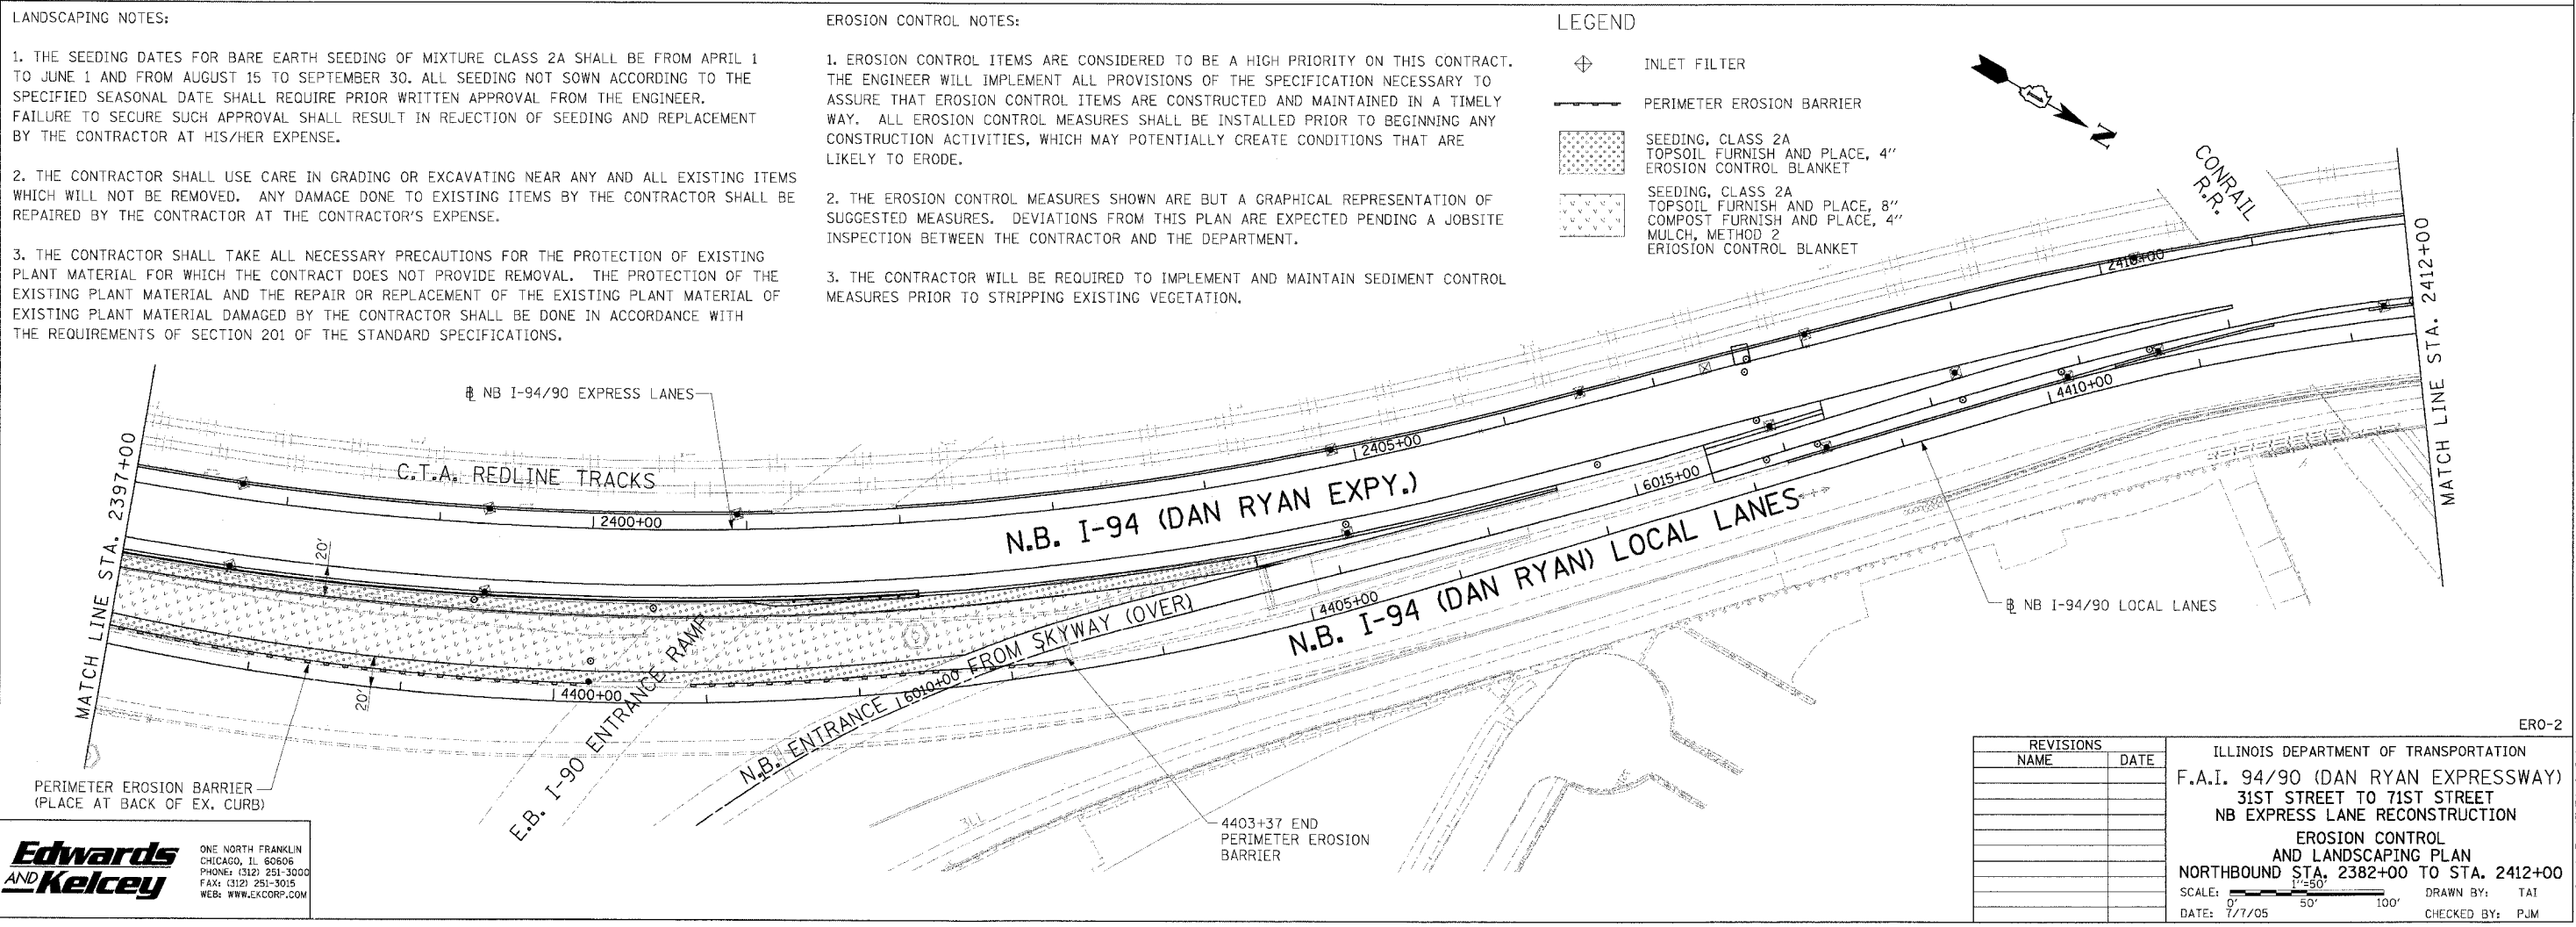 LANDSCAPING NOTES:
1. THE SEEDING DATES FOR BARE EARTH SEEDING OF MIXTURE CLASS 2A SHALL BE FROM APRIL 1
TO JUNE 1 AND FROM AUGUST 15 TO SEPTEMBER 30. ALL SEEDING NOT SOWN ACCORDING TO THE
SPECIFIED SEASONAL DATE SHALL REQUIRE PRIOR WRITTEN APPROVAL FROM THE ENGINEER.
FAILURE TO SECURE SUCH APPROVAL SHALL RESULT IN REJECTION OF SEEDING AND REPLACEMENT
BY THE CONTRACTOR AT HIS/HER EXPENSE.
2. THE CONTRACTOR SHALL USE CARE IN GRADING OR EXCAVATING NEAR ANY AND ALL EXISTING ITEMS
WHICH WILL NOT BE REMOVED. ANY DAMAGE DONE TO EXISTING ITEMS BY THE CONTRACTOR SHALL BE
REPAIRED BY THE CONTRACTOR AT THE CONTRACTOR'S EXPENSE.
3. THE CONTRACTOR SHALL TAKE ALL NECESSARY PRECAUTIONS FOR THE PROTECTION OF EXISTING
PLANT MATERIAL FOR WHICH THE CONTRACT DOES NOT PROVIDE REMOVAL. THE PROTECTION OF THE
EXISTING PLANT MATERIAL AND THE REPAIR OR REPLACEMENT OF THE EXISTING PLANT MATERIAL OF
EXISTING PLANT MATERIAL DAMAGED BY THE CONTRACTOR SHALL BE DONE IN ACCORDANCE WITH
THE REQUIREMENTS OF SECTION 201 OF THE STANDARD SPECIFICATIONS.
EROSION CONTROL NOTES:
1. EROSION CONTROL ITEMS ARE CONSIDERED TO BE A HIGH PRIORITY ON THIS CONTRACT.
THE ENGINEER WILL IMPLEMENT ALL PROVISIONS OF THE SPECIFICATION NECESSARY TO
ASSURE THAT EROSION CONTROL ITEMS ARE CONSTRUCTED AND MAINTAINED IN A TIMELY
WAY. ALL EROSION CONTROL MEASURES SHALL BE INSTALLED PRIOR TO BEGINNING ANY
CONSTRUCTION ACTIVITIES, WHICH MAY POTENTIALLY CREATE CONDITIONS THAT ARE
LIKELY TO ERODE.
2. THE EROSION CONTROL MEASURES SHOWN ARE BUT A GRAPHICAL REPRESENTATION OF
SUGGESTED MEASURES. DEVIATIONS FROM THIS PLAN ARE EXPECTED PENDING A JOBSITE
INSPECTION BETWEEN THE CONTRACTOR AND THE DEPARTMENT.
3. THE CONTRACTOR WILL BE REQUIRED TO IMPLEMENT AND MAINTAIN SEDIMENT CONTROL
MEASURES PRIOR TO STRIPPING EXISTING VEGETATION.
LEGEND
INLET FILTER
PERIMETER EROSION BARRIER
SEEDING, CLASS 2A
TOPSOIL FURNISH AND PLACE, 4"
EROSION CONTROL BLANKET
SEEDING, CLASS 2A
TOPSOIL FURNISH AND PLACE, 8"
COMPOST FURNISH AND PLACE, 4"
MULCH, METHOD 2
ERIOSION CONTROL BLANKET
N
CONRAIL
R.R.
2410+00
MATCH LINE STA. 2412+00
℄ NB I-94/90 EXPRESS LANES
MATCH LINE STA. 2397+00
C.T.A. REDLINE TRACKS
2400+00
2405+00
N.B. I-94 (DAN RYAN EXPY.)
4410+00
6015+00
20'
N.B. I-94 (DAN RYAN) LOCAL LANES
4405+00
℄ NB I-94/90 LOCAL LANES
20'
4400+00
E.B. I-90 ENTRANCE RAMP
N.B. ENTRANCE FROM SKYWAY (OVER)
6010+00
PERIMETER EROSION BARRIER
(PLACE AT BACK OF EX. CURB)
4403+37 END
PERIMETER EROSION
BARRIER
Edwards
AND Kelcey
ONE NORTH FRANKLIN
CHICAGO, IL 60606
PHONE: (312) 251-3000
FAX: (312) 251-3015
WEB: WWW.EKCORP.COM
ERO-2
REVISIONS
NAME DATE
ILLINOIS DEPARTMENT OF TRANSPORTATION
F.A.I. 94/90 (DAN RYAN EXPRESSWAY)
31ST STREET TO 71ST STREET
NB EXPRESS LANE RECONSTRUCTION
EROSION CONTROL
AND LANDSCAPING PLAN
NORTHBOUND STA. 2382+00 TO STA. 2412+00
SCALE: 1"=50' 0' 50' 100'
DRAWN BY: TAI
DATE: 7/7/05
CHECKED BY: PJM